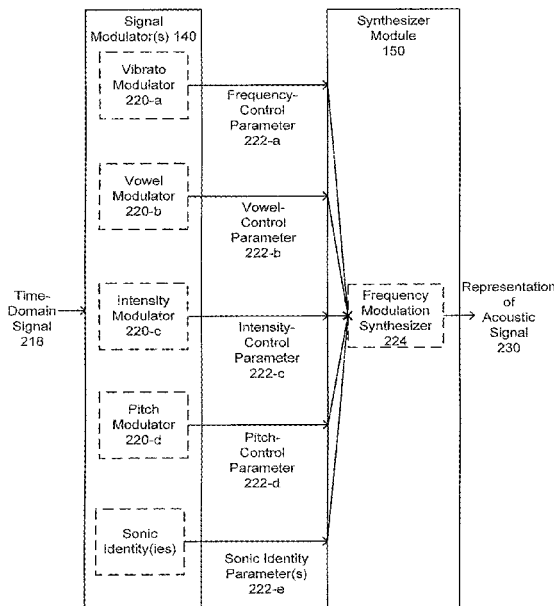 Signal
Modulator(s) 140
Synthesizer
Module
150
Vibrato
Modulator
220-a
Frequency-
Control
Parameter
222-a
Vowel
Modulator
220-b
Vowel-
Control
Parameter
222-b
Time-
Domain
Signal
218
Intensity
Modulator
220-c
Intensity-
Control
Parameter
222-c
Frequency
Modulation
Synthesizer
224
Representation
of
Acoustic
Signal
230
Pitch
Modulator
220-d
Pitch-
Control
Parameter
222-d
Sonic
Identity(ies)
Sonic Identity
Parameter(s)
222-e